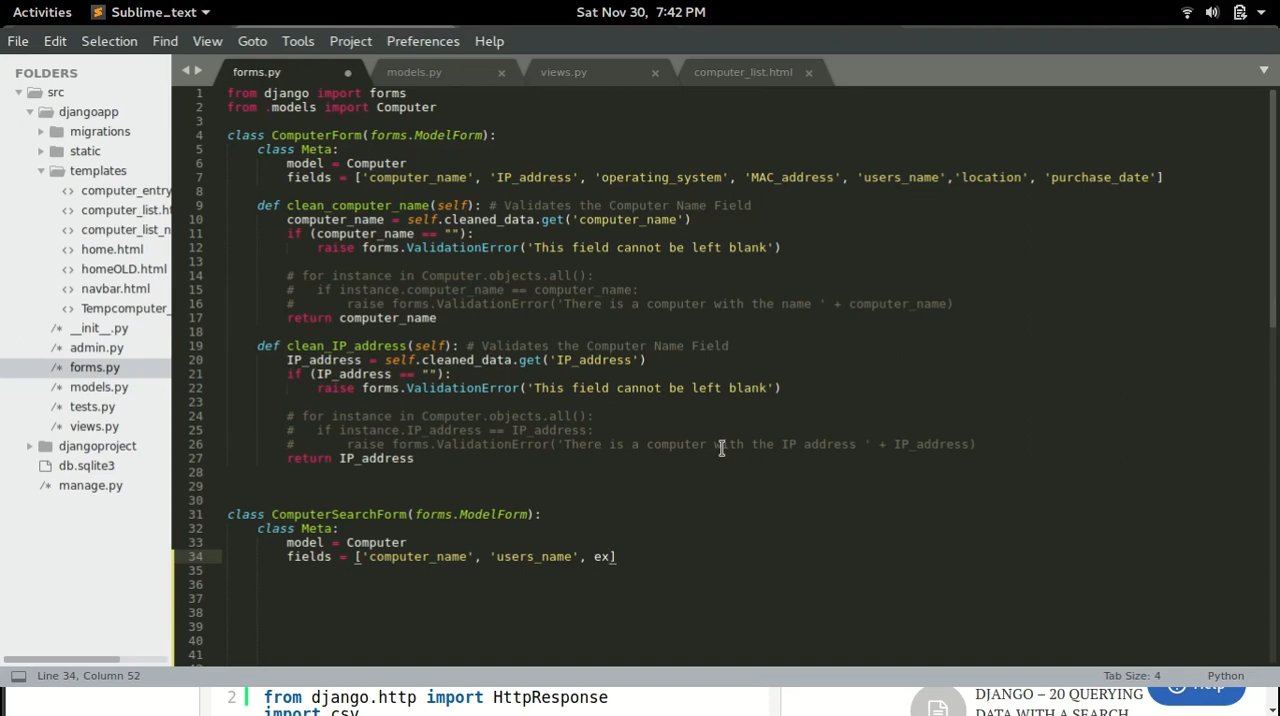 Activities Sublime_text Sat Nov 30, 7:42 PM
File Edit Selection Find View Goto Tools Project Preferences Help
FOLDERS
src
djangoapp
migrations
static
templates
computer_entry
computer_list.ht
computer_list_n
home.html
homeOLD.html
navbar.html
Tempcomputer_
__init__.py
admin.py
forms.py
models.py
tests.py
views.py
djangoproject
db.sqlite3
manage.py
forms.py models.py views.py computer_list.html
1 from django import forms
2 from .models import Computer
3
4 class ComputerForm(forms.ModelForm):
5 class Meta:
6 model = Computer
7 fields = ['computer_name', 'IP_address', 'operating_system', 'MAC_address', 'users_name','location', 'purchase_date']
8
9 def clean_computer_name(self): # Validates the Computer Name Field
10 computer_name = self.cleaned_data.get('computer_name')
11 if (computer_name == ""):
12 raise forms.ValidationError('This field cannot be left blank')
13
14 # for instance in Computer.objects.all():
15 # if instance.computer_name == computer_name:
16 # raise forms.ValidationError('There is a computer with the name ' + computer_name)
17 return computer_name
18
19 def clean_IP_address(self): # Validates the Computer Name Field
20 IP_address = self.cleaned_data.get('IP_address')
21 if (IP_address == ""):
22 raise forms.ValidationError('This field cannot be left blank')
23
24 # for instance in Computer.objects.all():
25 # if instance.IP_address == IP_address:
26 # raise forms.ValidationError('There is a computer with the IP address ' + IP_address)
27 return IP_address
28
29
30
31 class ComputerSearchForm(forms.ModelForm):
32 class Meta:
33 model = Computer
34 fields = ['computer_name', 'users_name', ex]
35
36
37
38
39
40
41
Line 34, Column 52 Tab Size: 4 Python
2 from django.http import HttpResponse
import csv
DJANGO – 20 QUERYING
DATA WITH A SEARCH
Help